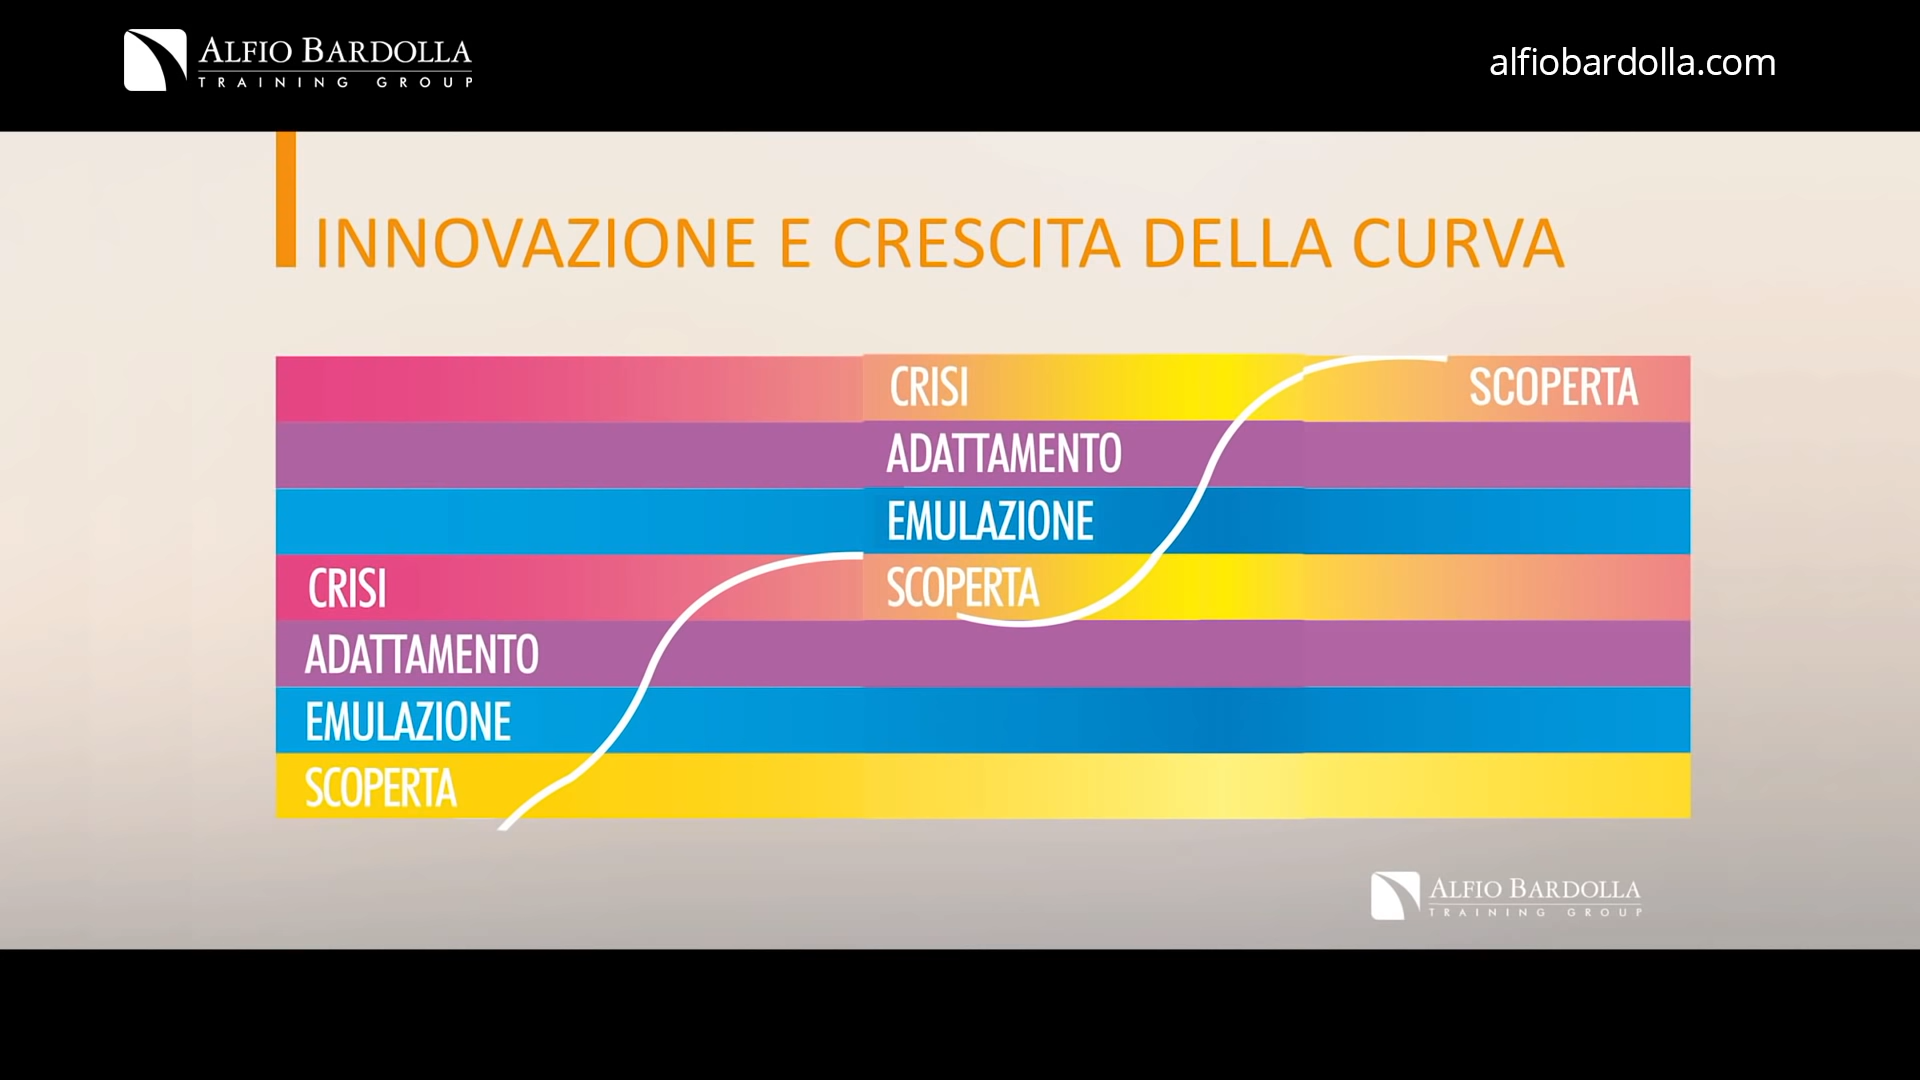 ALFIO BARDOLLA
TRAINING GROUP
alfiobardolla.com
INNOVAZIONE E CRESCITA DELLA CURVA
CRISI
SCOPERTA
ADATTAMENTO
EMULAZIONE
CRISI
SCOPERTA
ADATTAMENTO
EMULAZIONE
SCOPERTA
ALFIO BARDOLLA
TRAINING GROUP